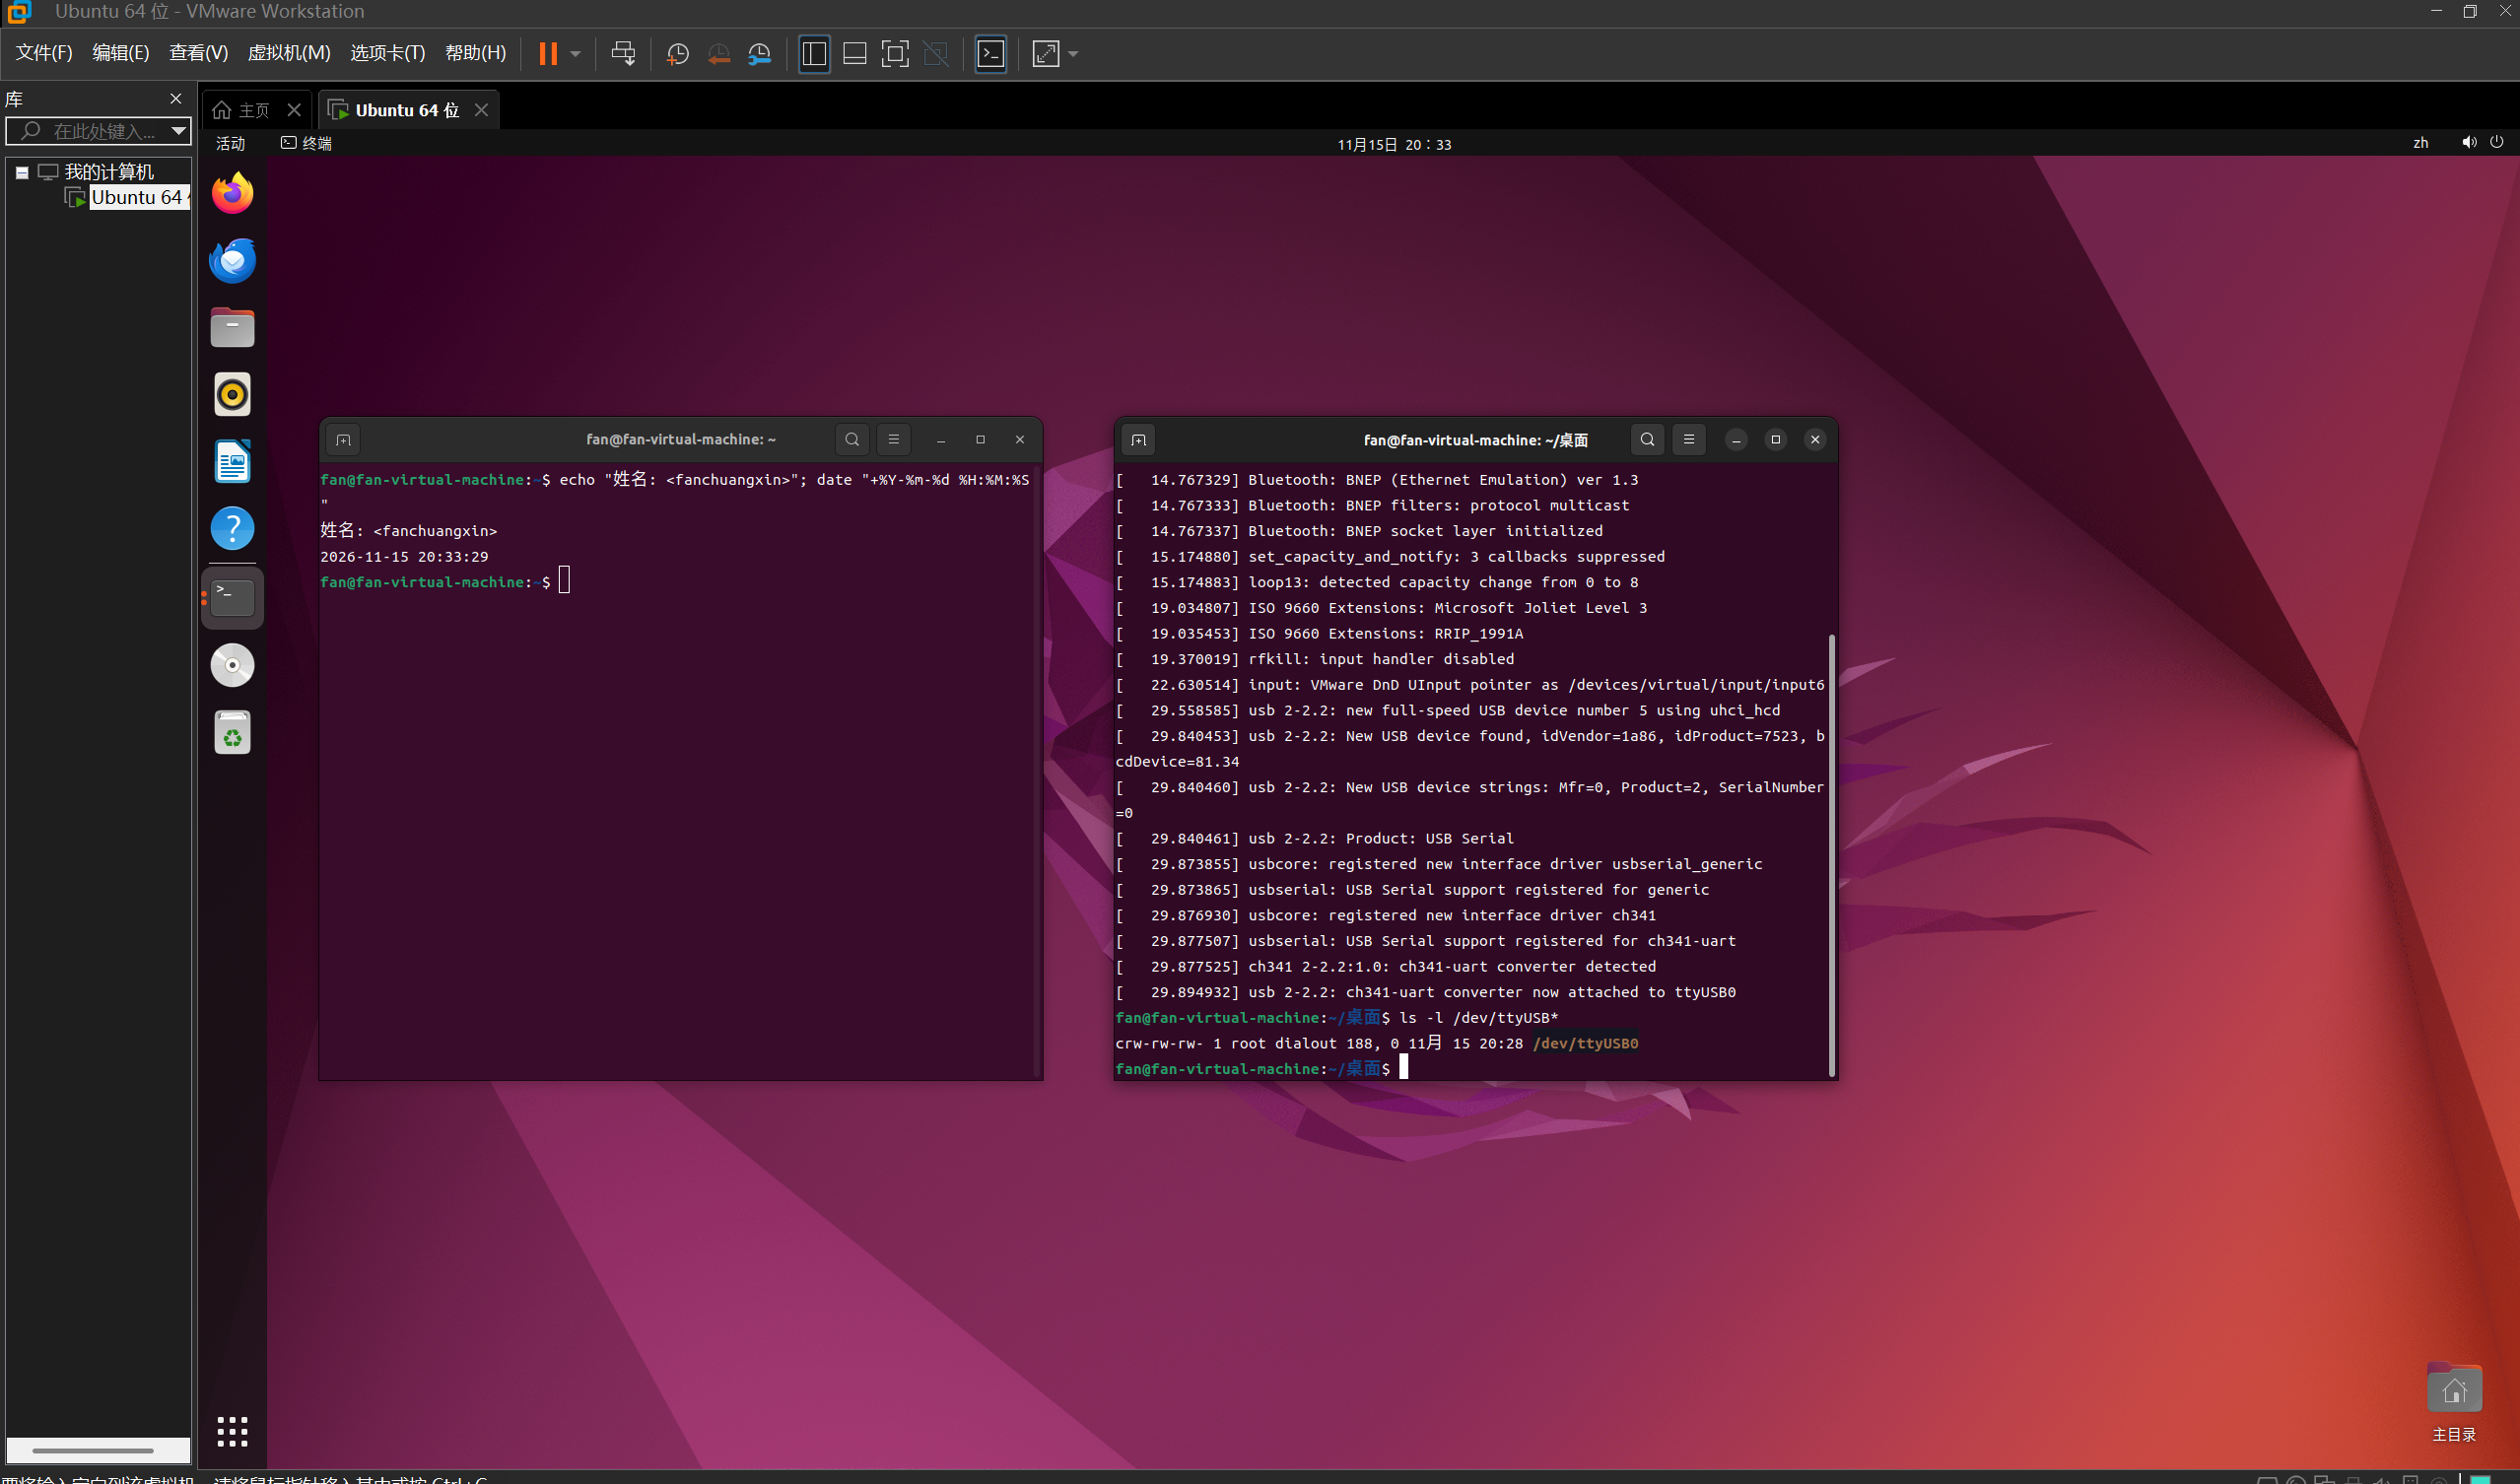 Ubuntu 64 位 - VMware Workstation
文件(F) 编辑(E) 查看(V) 虚拟机(M) 选项卡(T) 帮助(H)
库
在此处键入...
我的计算机
Ubuntu 64
主页
Ubuntu 64 位
活动
终端
11月15日 20：33
zh
fan@fan-virtual-machine: ~
fan@fan-virtual-machine:~$ echo "姓名: <fanchuangxin>"; date "+%Y-%m-%d %H:%M:%S
"
姓名: <fanchuangxin>
2026-11-15 20:33:29
fan@fan-virtual-machine:~$
fan@fan-virtual-machine: ~/桌面
[   14.767329] Bluetooth: BNEP (Ethernet Emulation) ver 1.3
[   14.767333] Bluetooth: BNEP filters: protocol multicast
[   14.767337] Bluetooth: BNEP socket layer initialized
[   15.174880] set_capacity_and_notify: 3 callbacks suppressed
[   15.174883] loop13: detected capacity change from 0 to 8
[   19.034807] ISO 9660 Extensions: Microsoft Joliet Level 3
[   19.035453] ISO 9660 Extensions: RRIP_1991A
[   19.370019] rfkill: input handler disabled
[   22.630514] input: VMware DnD UInput pointer as /devices/virtual/input/input6
[   29.558585] usb 2-2.2: new full-speed USB device number 5 using uhci_hcd
[   29.840453] usb 2-2.2: New USB device found, idVendor=1a86, idProduct=7523, b
cdDevice=81.34
[   29.840460] usb 2-2.2: New USB device strings: Mfr=0, Product=2, SerialNumber
=0
[   29.840461] usb 2-2.2: Product: USB Serial
[   29.873855] usbcore: registered new interface driver usbserial_generic
[   29.873865] usbserial: USB Serial support registered for generic
[   29.876930] usbcore: registered new interface driver ch341
[   29.877507] usbserial: USB Serial support registered for ch341-uart
[   29.877525] ch341 2-2.2:1.0: ch341-uart converter detected
[   29.894932] usb 2-2.2: ch341-uart converter now attached to ttyUSB0
fan@fan-virtual-machine:~/桌面$ ls -l /dev/ttyUSB*
crw-rw-rw- 1 root dialout 188, 0 11月 15 20:28 /dev/ttyUSB0
fan@fan-virtual-machine:~/桌面$
主目录